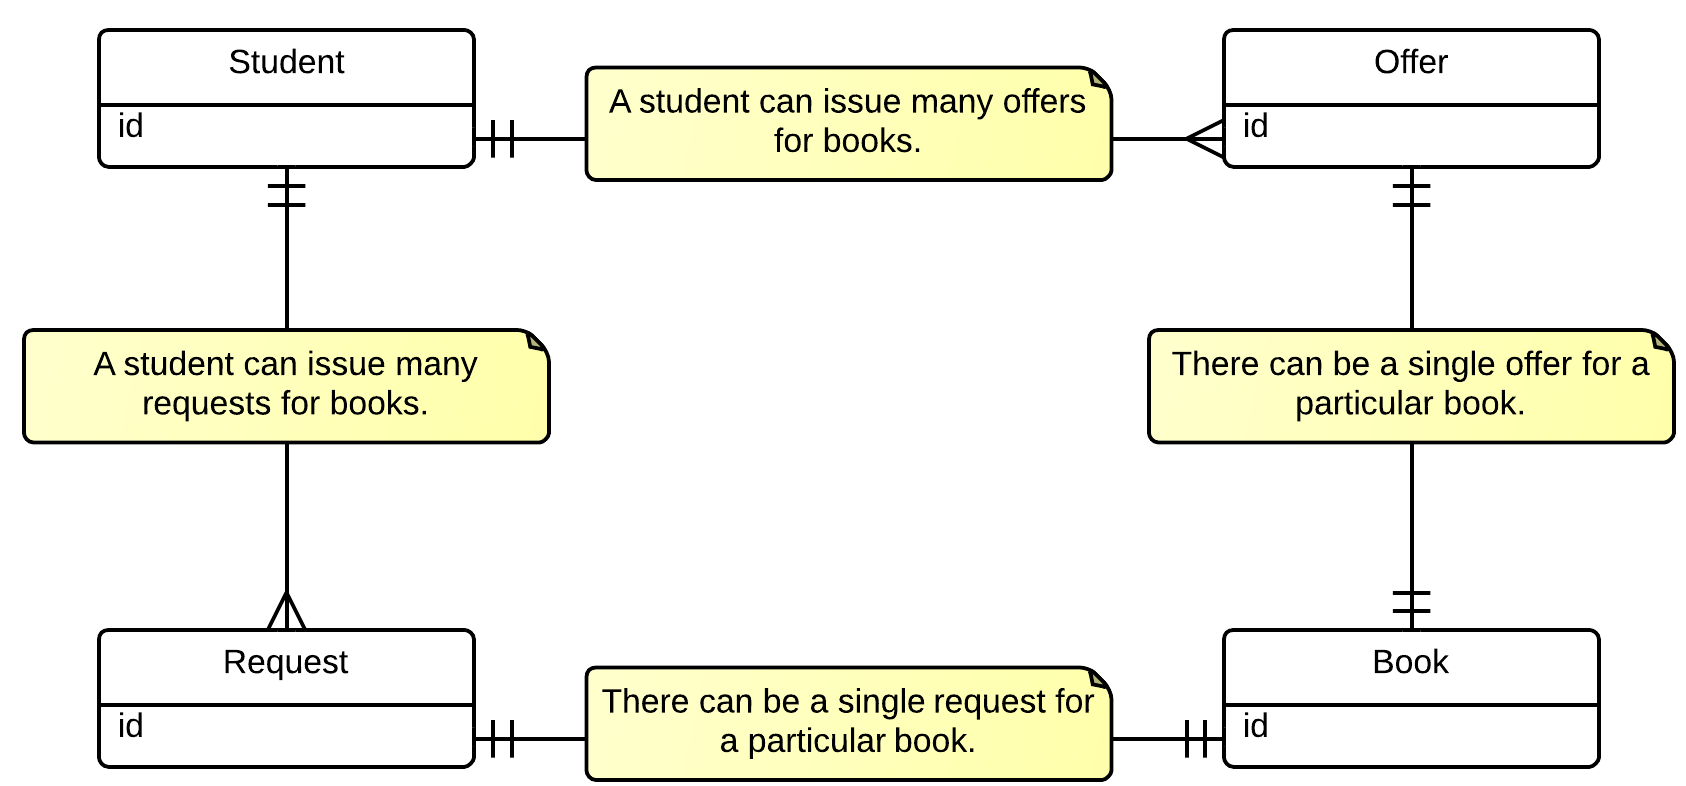 Student
id
A student can issue many offers
for books.
Offer
id
A student can issue many
requests for books.
There can be a single offer for a
particular book.
Request
id
There can be a single request for
a particular book.
Book
id